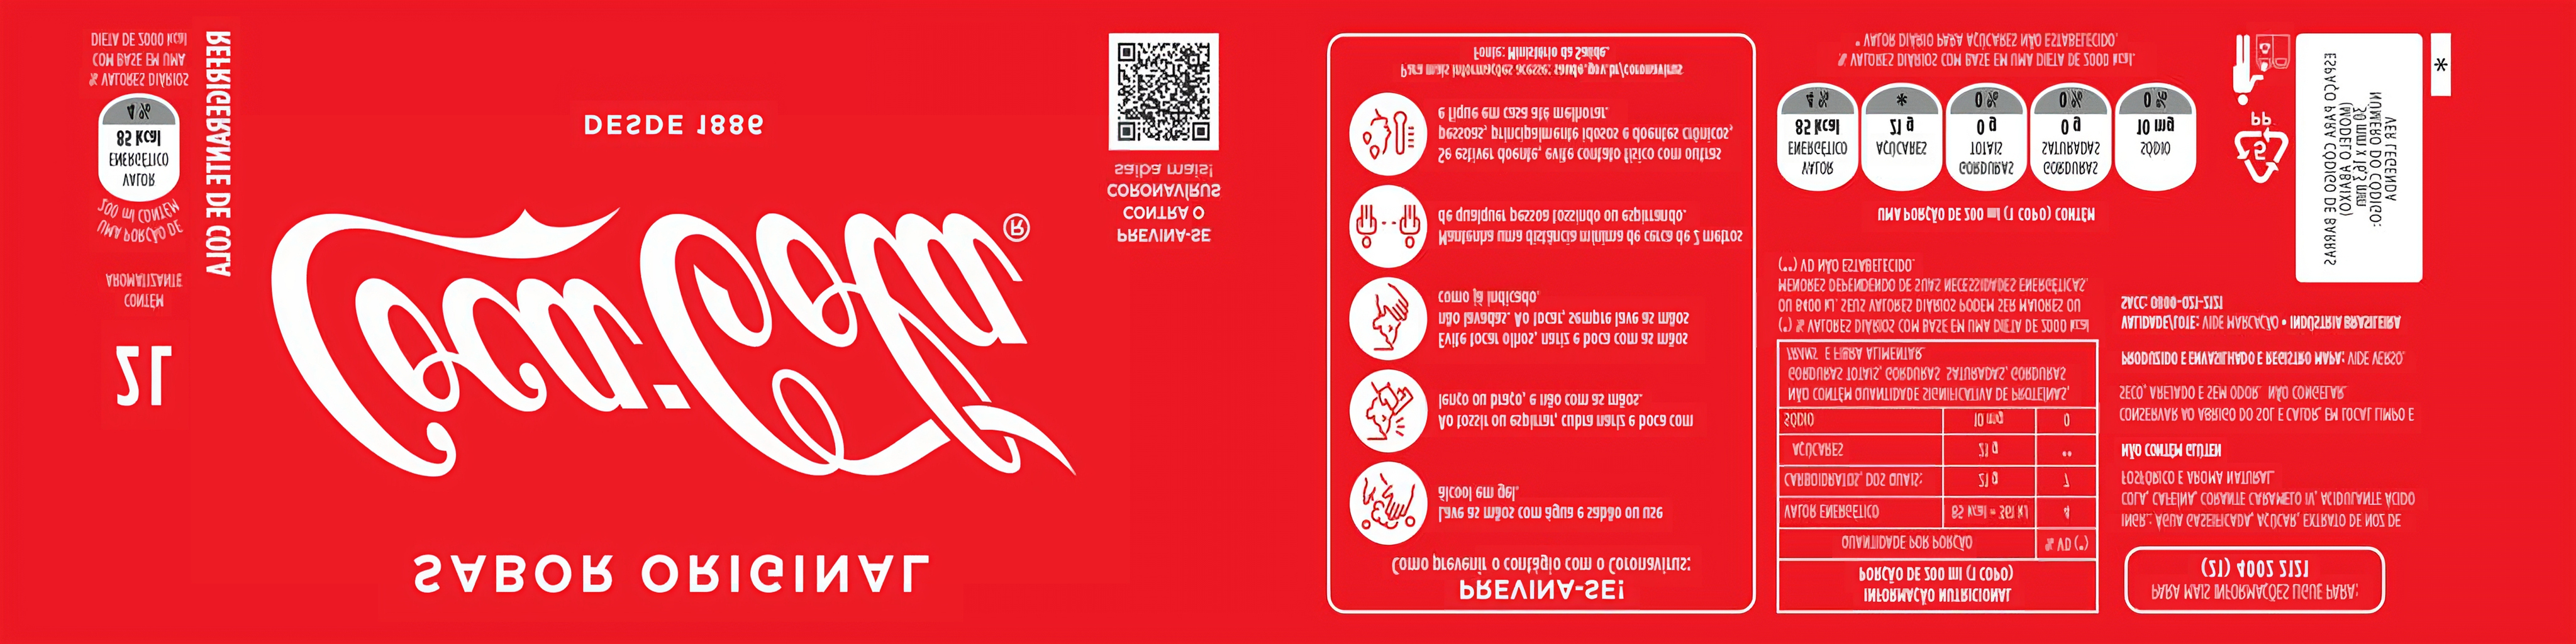 REFRIGERANTE DE COLA
2L
CONTÉM
AROMATIZANTE
UMA PORÇÃO DE
200 ml CONTÉM
VALOR
ENERGÉTICO
85 kcal
4 %
% VALORES DIÁRIOS
COM BASE EM UMA
DIETA DE 2000 kcal
SABOR ORIGINAL
Coca-Cola®
DESDE 1886
PREVINA-SE
CONTRA O
CORONAVÍRUS
saiba mais!
PREVINA-SE!
Como prevenir o contágio com o Coronavírus:
Lave as mãos com água e sabão ou use
álcool em gel.
Ao tossir ou espirrar, cubra nariz e boca com
lenço ou braço, e não com as mãos.
Evite tocar olhos, nariz e boca com as mãos
não lavadas. Ao tocar, sempre lave as mãos
como já indicado.
Mantenha uma distância mínima de cerca de 2 metros
de qualquer pessoa tossindo ou espirrando.
Se estiver doente, evite contato físico com outras
pessoas, principalmente idosos e doentes crônicos,
e fique em casa até melhorar.
Para mais informações acesse: saude.gov.br/coronavirus
Fonte: Ministério da Saúde.
INFORMAÇÃO NUTRICIONAL
PORÇÃO DE 200 ml (1 COPO)
QUANTIDADE POR PORÇÃO % VD (*)
VALOR ENERGÉTICO 85 kcal = 361 kJ 4
CARBOIDRATOS, DOS QUAIS: 21 g 7
AÇÚCARES 21 g **
SÓDIO 10 mg 0
NÃO CONTÉM QUANTIDADE SIGNIFICATIVA DE PROTEÍNAS,
GORDURAS TOTAIS, GORDURAS SATURADAS, GORDURAS
TRANS E FIBRA ALIMENTAR.
(*) % VALORES DIÁRIOS COM BASE EM UMA DIETA DE 2000 kcal
OU 8400 kJ. SEUS VALORES DIÁRIOS PODEM SER MAIORES OU
MENORES DEPENDENDO DE SUAS NECESSIDADES ENERGÉTICAS.
(**) VD NÃO ESTABELECIDO.
UMA PORÇÃO DE 200 ml (1 COPO) CONTÉM
VALOR
ENERGÉTICO
85 kcal
4 %
AÇÚCARES
21 g
*
GORDURAS
TOTAIS
0 g
0 %
GORDURAS
SATURADAS
0 g
0 %
SÓDIO
10 mg
0 %
% VALORES DIÁRIOS COM BASE EM UMA DIETA DE 2000 kcal.
* VALOR DIÁRIO PARA AÇÚCARES NÃO ESTABELECIDO.
PARA MAIS INFORMAÇÕES LIGUE PARA:
(21) 4002 2121
INGR.: ÁGUA GASEIFICADA, AÇÚCAR, EXTRATO DE NOZ DE
COLA, CAFEÍNA, CORANTE CARAMELO IV, ACIDULANTE ÁCIDO
FOSFÓRICO E AROMA NATURAL.
NÃO CONTÉM GLÚTEN
CONSERVAR AO ABRIGO DO SOL E CALOR, EM LOCAL LIMPO E
SECO, AREJADO E SEM ODOR. NÃO CONGELAR.
PRODUZIDO E ENVASILHADO E REGISTRO MAPA: VIDE VERSO.
VALIDADE/LOTE: VIDE MARCAÇÃO • INDÚSTRIA BRASILEIRA
SACC: 0800-021-2121
5
PP
ESPAÇO PARA CÓDIGO DE BARRAS
(MODELO ABAIXO)
NÚMERO DO CÓDIGO:
VER LEGENDA
*